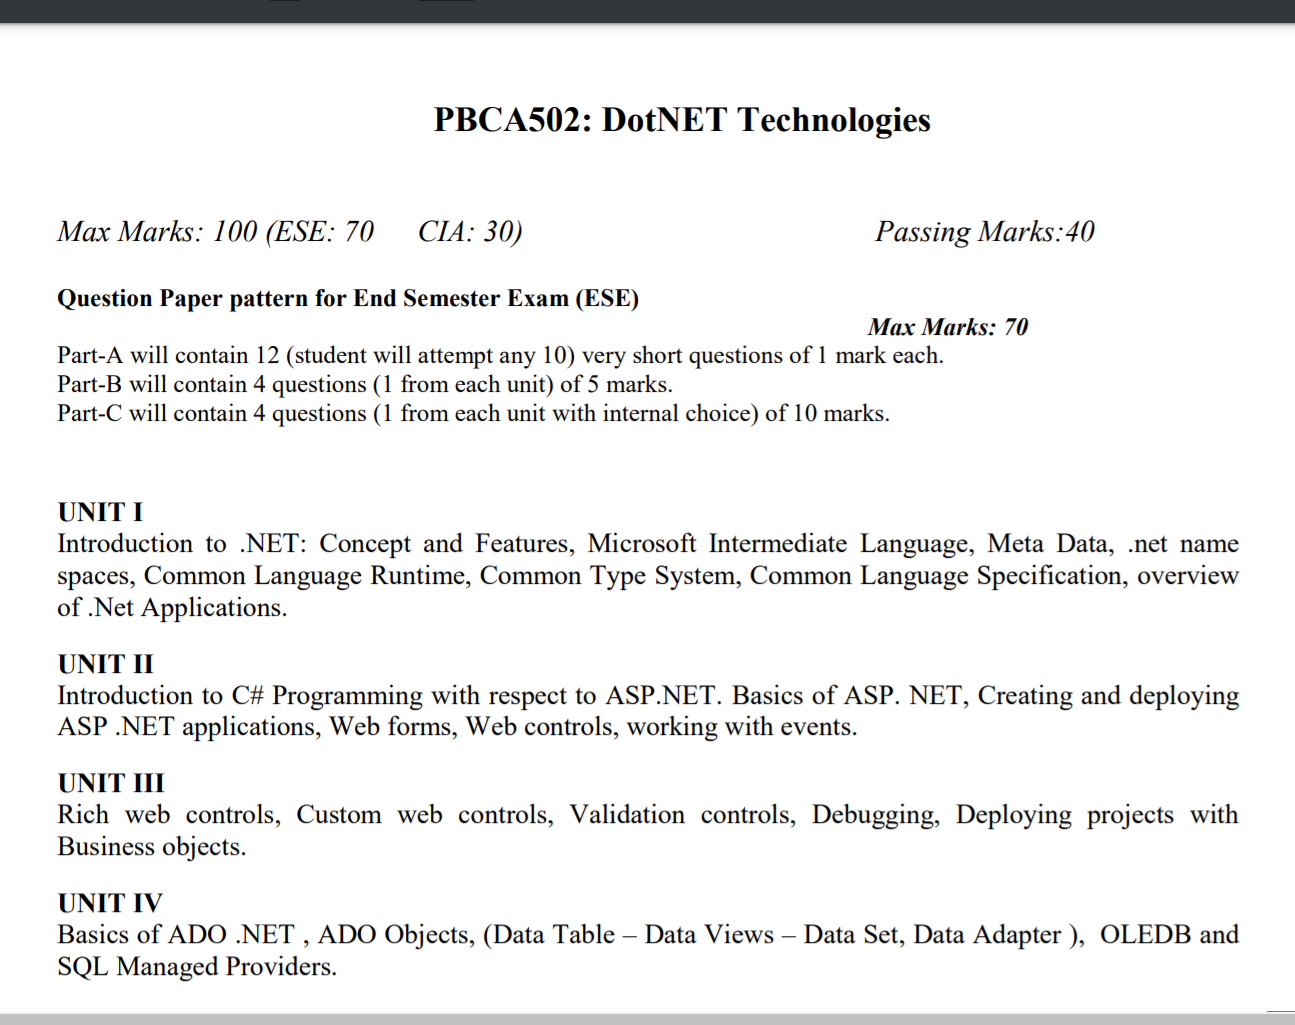 PBCA502: DotNET Technologies
Max Marks: 100 (ESE: 70 CIA: 30) Passing Marks:40
Question Paper pattern for End Semester Exam (ESE)
Max Marks: 70
Part-A will contain 12 (student will attempt any 10) very short questions of 1 mark each.
Part-B will contain 4 questions (1 from each unit) of 5 marks.
Part-C will contain 4 questions (1 from each unit with internal choice) of 10 marks.
UNIT I
Introduction to .NET: Concept and Features, Microsoft Intermediate Language, Meta Data, .net name
spaces, Common Language Runtime, Common Type System, Common Language Specification, overview
of .Net Applications.
UNIT II
Introduction to C# Programming with respect to ASP.NET. Basics of ASP. NET, Creating and deploying
ASP .NET applications, Web forms, Web controls, working with events.
UNIT III
Rich web controls, Custom web controls, Validation controls, Debugging, Deploying projects with
Business objects.
UNIT IV
Basics of ADO .NET , ADO Objects, (Data Table – Data Views – Data Set, Data Adapter ), OLEDB and
SQL Managed Providers.